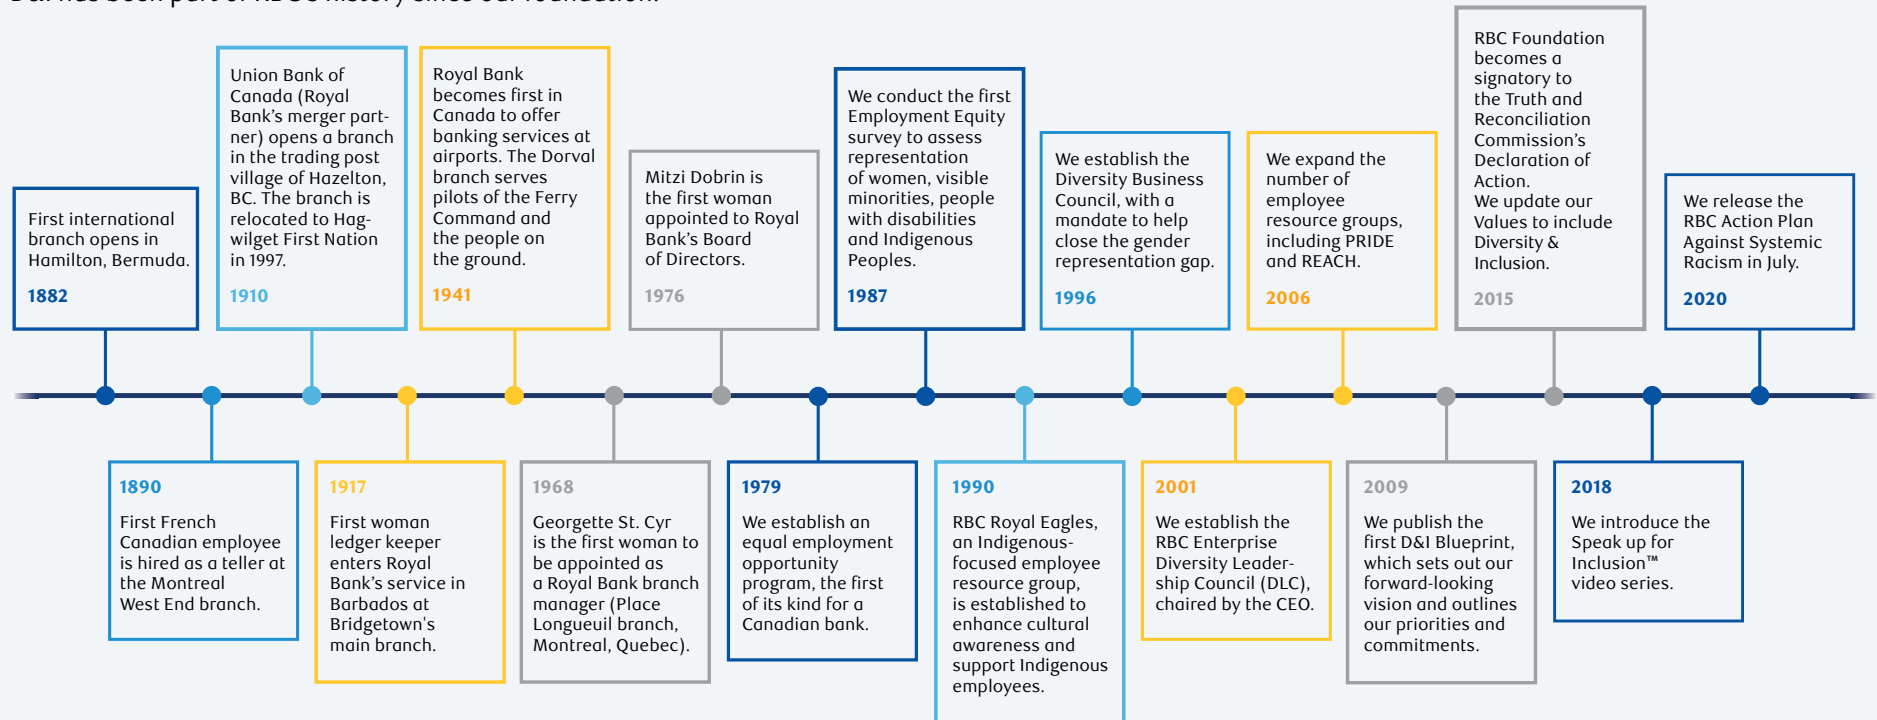 D&I has been part of RBC's history since our foundation.
First international
branch opens in
Hamilton, Bermuda.
1882
Union Bank of
Canada (Royal
Bank's merger part-
ner) opens a branch
in the trading post
village of Hazelton,
BC. The branch is
relocated to Hag-
wilget First Nation
in 1997.
1910
Royal Bank
becomes first in
Canada to offer
banking services at
airports. The Dorval
branch serves
pilots of the Ferry
Command and
the people on
the ground.
1941
Mitzi Dobrin is
the first woman
appointed to Royal
Bank's Board
of Directors.
1976
We conduct the first
Employment Equity
survey to assess
representation
of women, visible
minorities, people
with disabilities
and Indigenous
Peoples.
1987
We establish the
Diversity Business
Council, with a
mandate to help
close the gender
representation gap.
1996
We expand the
number of
employee
resource groups,
including PRIDE
and REACH.
2006
RBC Foundation
becomes a
signatory to
the Truth and
Reconciliation
Commission's
Declaration of
Action.
We update our
Values to include
Diversity &
Inclusion.
2015
We release the
RBC Action Plan
Against Systemic
Racism in July.
2020
1890
First French
Canadian employee
is hired as a teller at
the Montreal
West End branch.
1917
First woman
ledger keeper
enters Royal
Bank's service in
Barbados at
Bridgetown's
main branch.
1968
Georgette St. Cyr
is the first woman to
be appointed as
a Royal Bank branch
manager (Place
Longueuil branch,
Montreal, Quebec).
1979
We establish an
equal employment
opportunity
program, the first
of its kind for a
Canadian bank.
1990
RBC Royal Eagles,
an Indigenous-
focused employee
resource group,
is established to
enhance cultural
awareness and
support Indigenous
employees.
2001
We establish the
RBC Enterprise
Diversity Leader-
ship Council (DLC),
chaired by the CEO.
2009
We publish the
first D&I Blueprint,
which sets out our
forward-looking
vision and outlines
our priorities and
commitments.
2018
We introduce the
Speak up for
Inclusion™
video series.